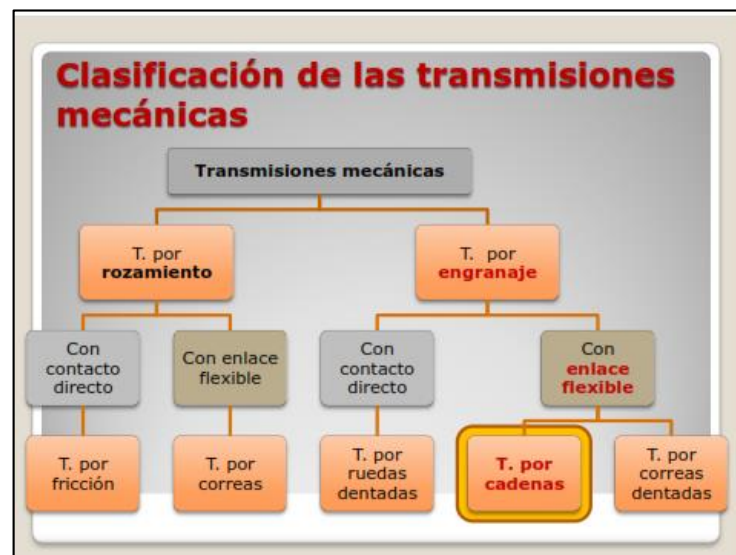 Clasificación de las transmisiones
mecánicas
Transmisiones mecánicas
T. por
rozamiento
T. por
engranaje
Con
contacto
directo
Con enlace
flexible
Con
contacto
directo
Con
enlace
flexible
T. por
fricción
T. por
correas
T. por
ruedas
dentadas
T. por
cadenas
T. por
correas
dentadas